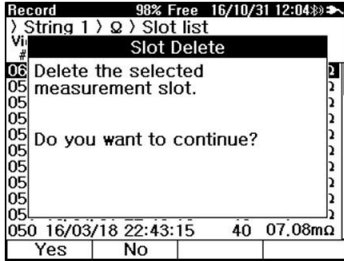 Record 98% Free 16/10/31 12:04
〉String 1 〉Ω 〉Slot list
Slot Delete
Delete the selected
measurement slot.
Do you want to continue?
050 16/03/18 22:43:15 40 07.08mΩ
Yes No